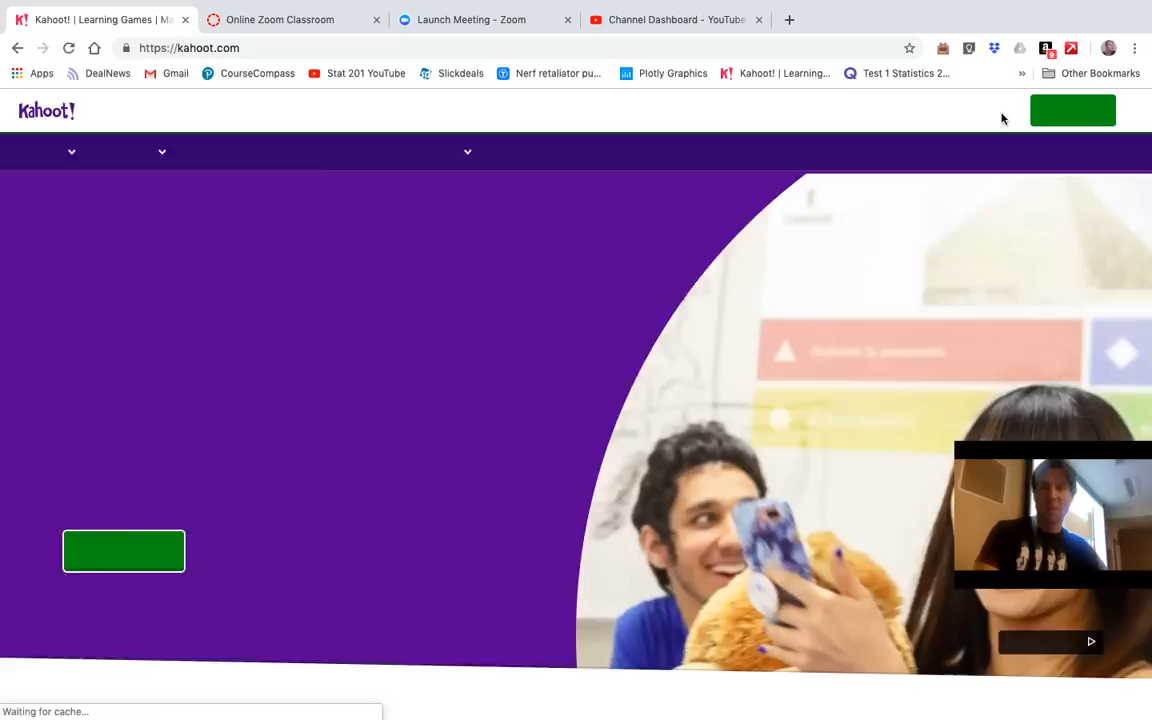 Kahoot! | Learning Games | Ma
Online Zoom Classroom
Launch Meeting - Zoom
Channel Dashboard - YouTube
https://kahoot.com
Apps
DealNews
Gmail
CourseCompass
Stat 201 YouTube
Slickdeals
Nerf retaliator pu...
Plotly Graphics
Kahoot! | Learning...
Test 1 Statistics 2...
» Other Bookmarks
Kahoot!
Waiting for cache...